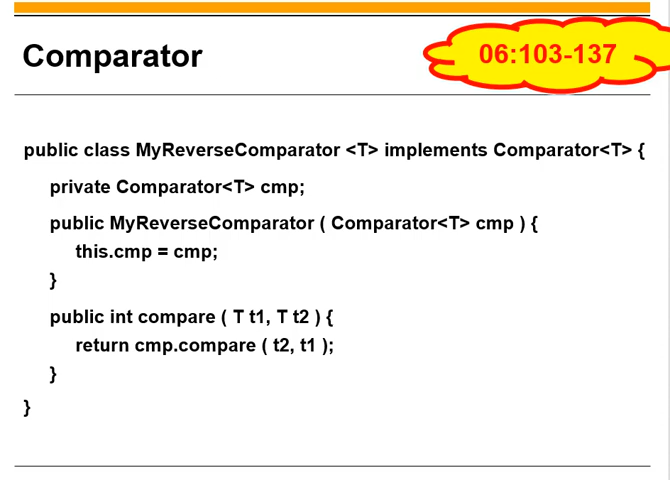 Comparator
06:103-137
public class MyReverseComparator <T> implements Comparator<T> {
private Comparator<T> cmp;
public MyReverseComparator ( Comparator<T> cmp ) {
this.cmp = cmp;
}
public int compare ( T t1, T t2 ) {
return cmp.compare ( t2, t1 );
}
}